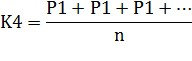 K4 = P1 + P1 + P1 + ⋯
n